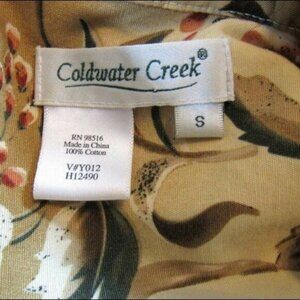 Coldwater Creek®
S
RN 98516
Made in China
100% Cotton
V#Y012
H12490